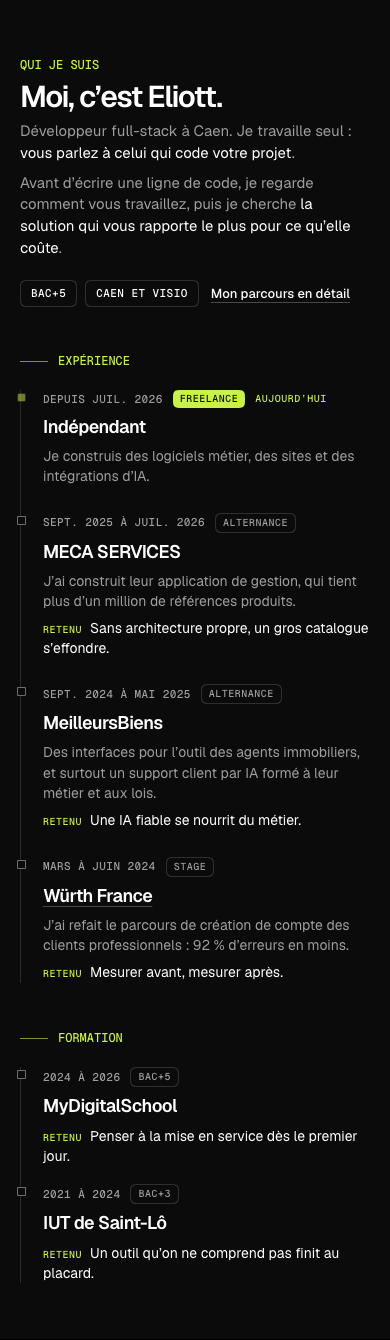 QUI JE SUIS
Moi, c’est Eliott.
Développeur full-stack à Caen. Je travaille seul :
vous parlez à celui qui code votre projet.
Avant d’écrire une ligne de code, je regarde
comment vous travaillez, puis je cherche la
solution qui vous rapporte le plus pour ce qu’elle
coûte.
BAC+5 CAEN ET VISIO Mon parcours en détail
EXPÉRIENCE
DEPUIS JUIL. 2026 FREELANCE AUJOURD’HUI
Indépendant
Je construis des logiciels métier, des sites et des
intégrations d’IA.
SEPT. 2025 À JUIL. 2026 ALTERNANCE
MECA SERVICES
J’ai construit leur application de gestion, qui tient
plus d’un million de références produits.
RETENU Sans architecture propre, un gros catalogue
s’effondre.
SEPT. 2024 À MAI 2025 ALTERNANCE
MeilleursBiens
Des interfaces pour l’outil des agents immobiliers,
et surtout un support client par IA formé à leur
métier et aux lois.
RETENU Une IA fiable se nourrit du métier.
MARS À JUIN 2024 STAGE
Würth France
J’ai refait le parcours de création de compte des
clients professionnels : 92 % d’erreurs en moins.
RETENU Mesurer avant, mesurer après.
FORMATION
2024 À 2026 BAC+5
MyDigitalSchool
RETENU Penser à la mise en service dès le premier
jour.
2021 À 2024 BAC+3
IUT de Saint-Lô
RETENU Un outil qu’on ne comprend pas finit au
placard.